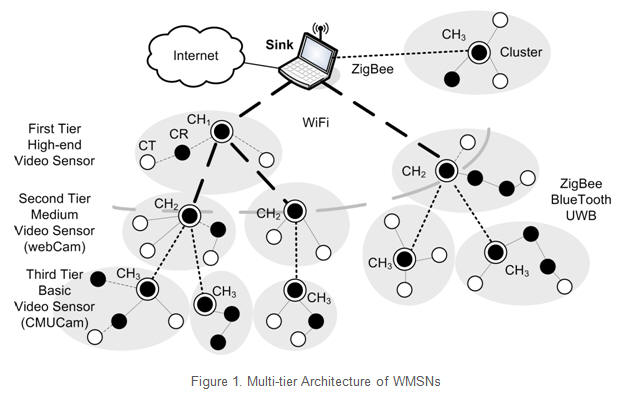 Internet
Sink
ZigBee
CH3
Cluster
WiFi
First Tier
High-end
Video Sensor
CH1
CR
CT
CH2
ZigBee
BlueTooth
UWB
Second Tier
Medium
Video Sensor
(webCam)
CH2
CH2
Third Tier
Basic
Video Sensor
(CMUCam)
CH3
CH3
CH3
CH3
CH3
Figure 1. Multi-tier Architecture of WMSNs